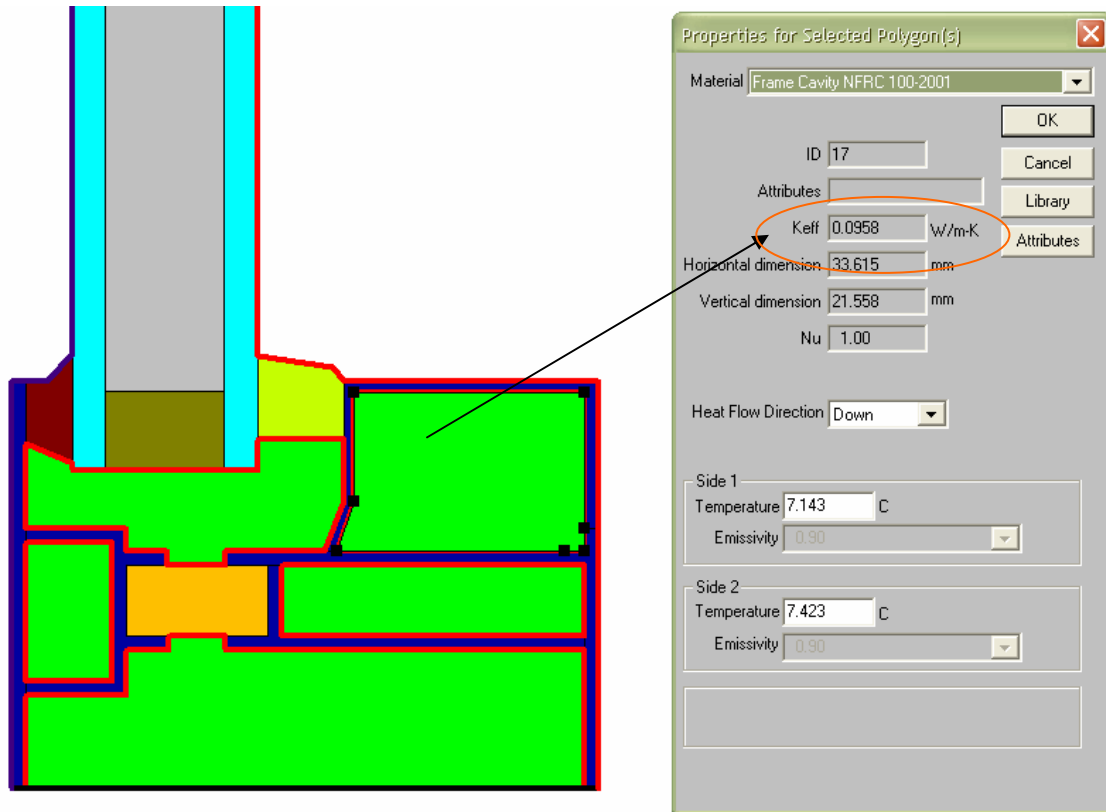 Properties for Selected Polygon(s)
Material Frame Cavity NFRC 100-2001
OK
ID 17
Cancel
Attributes
Library
Keff 0.0958 W/m-K
Attributes
Horizontal dimension 33.615 mm
Vertical dimension 21.558 mm
Nu 1.00
Heat Flow Direction Down
Side 1
Temperature 7.143 C
Emissivity 0.90
Side 2
Temperature 7.423 C
Emissivity 0.90